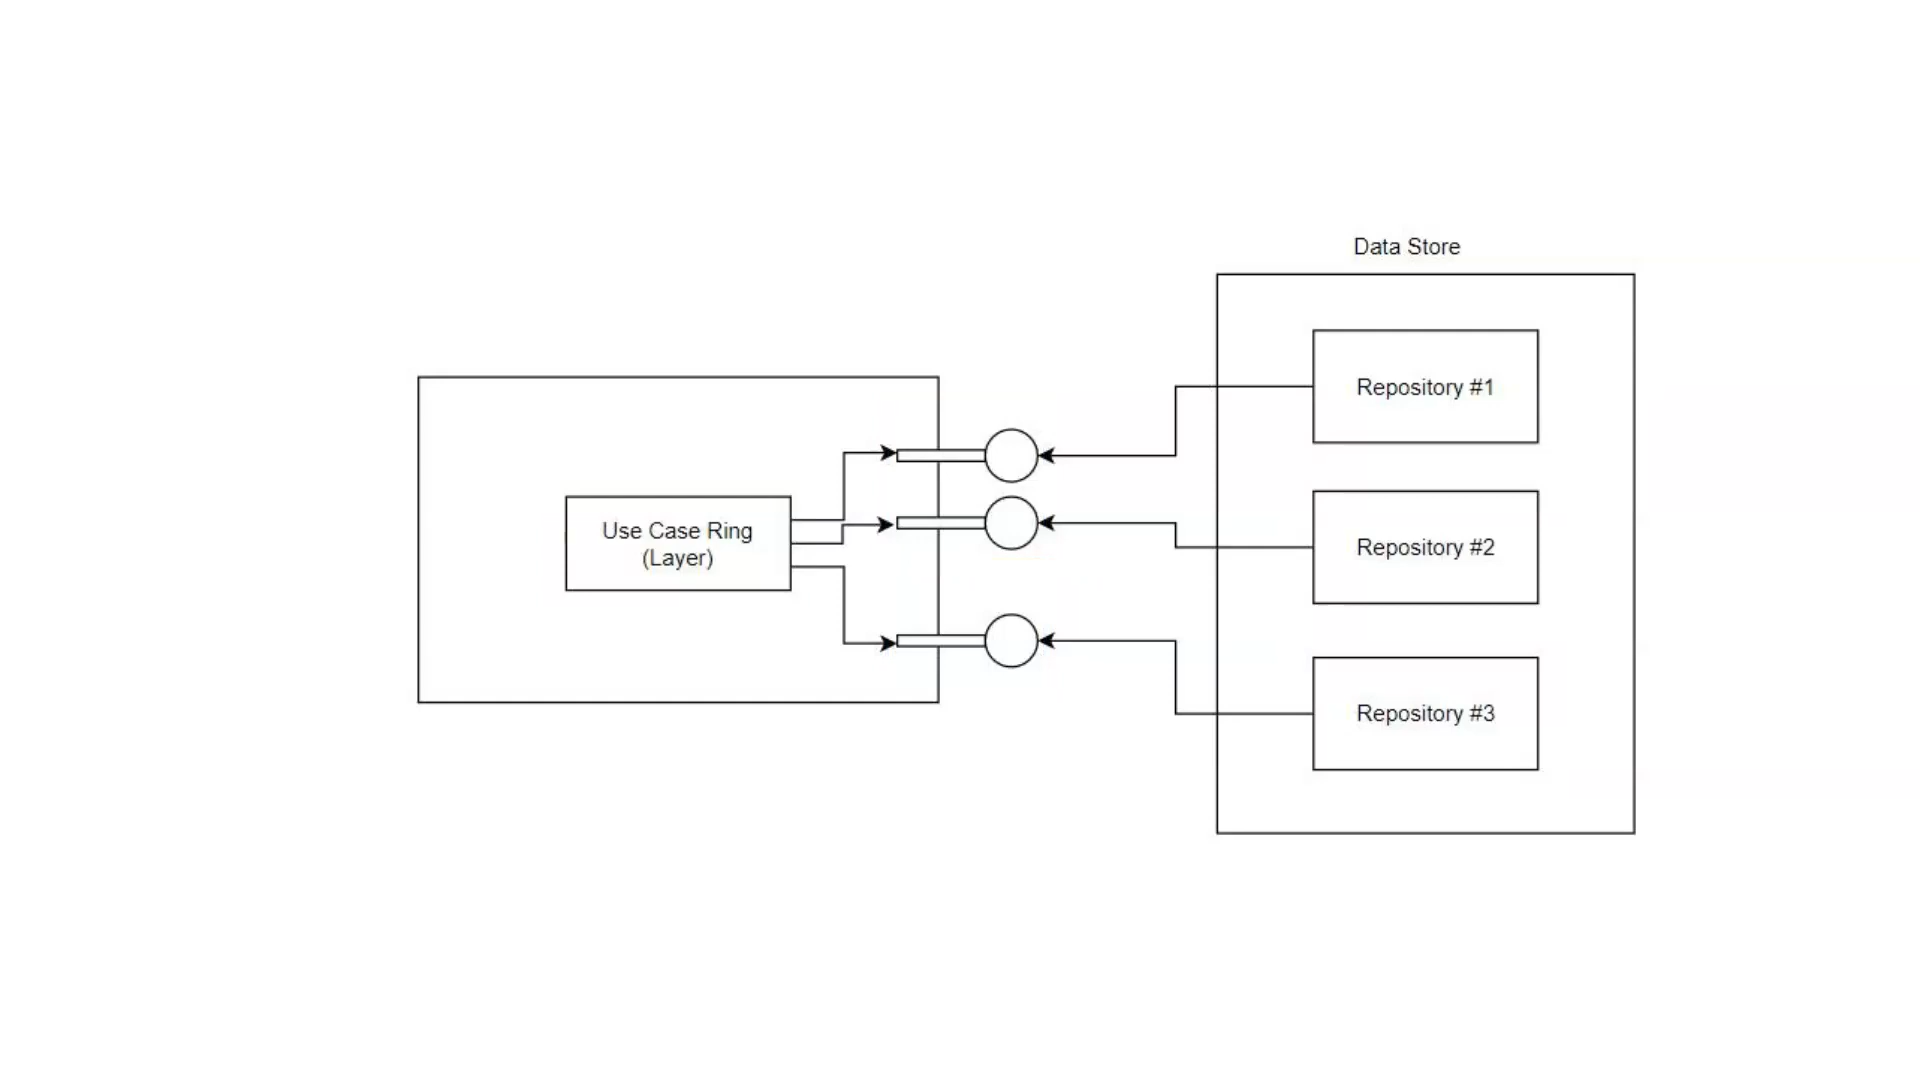 Data Store
Repository #1
Use Case Ring
(Layer)
Repository #2
Repository #3